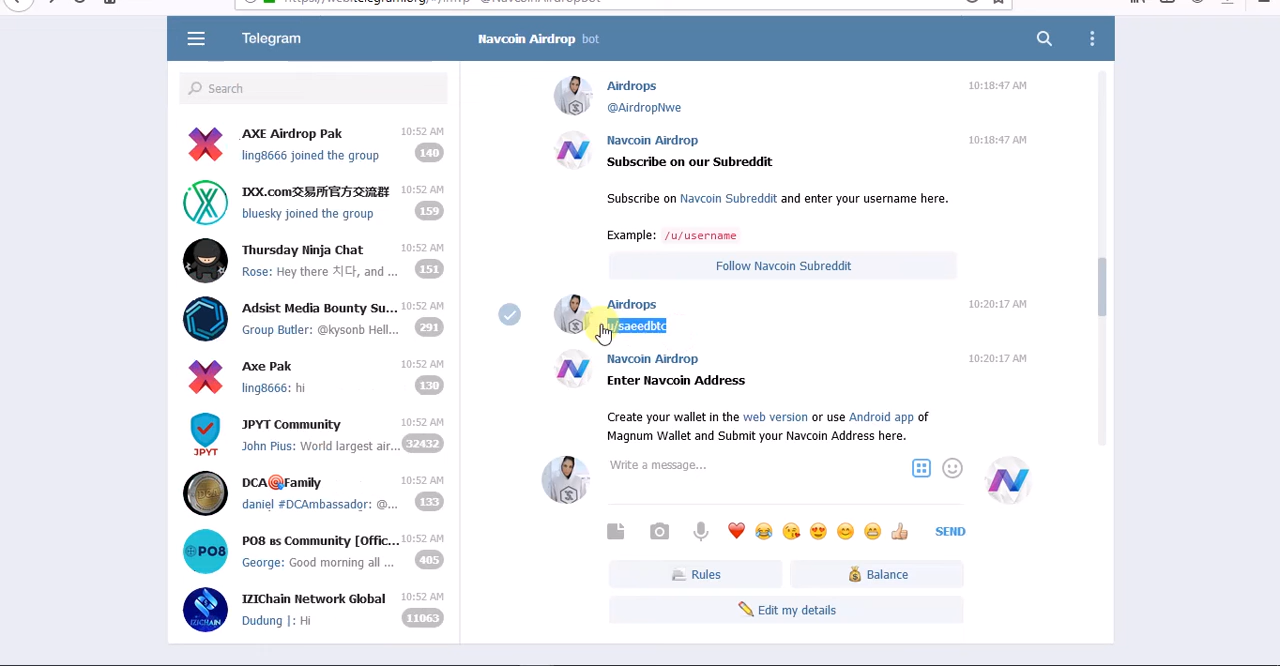 Telegram
Navcoin Airdrop bot
Search
AXE Airdrop Pak 10:52 AM
ling8666 joined the group 140
IXX.com交易所官方交流群 10:52 AM
bluesky joined the group 159
Thursday Ninja Chat 10:52 AM
Rose: Hey there 치다, and ... 151
Adsist Media Bounty Su... 10:52 AM
Group Butler: @kysonb Hell... 291
Axe Pak 10:52 AM
ling8666: hi 130
JPYT
JPYT Community 10:52 AM
John Pius: World largest air... 32432
DCA🎯Family 10:52 AM
daniel #DCAmbassador: @... 133
PO8
PO8 ʙs Community [Offic... 10:52 AM
George: Good morning all ... 405
IZICHAIN
IZIChain Network Global 10:52 AM
Dudung |: Hi 11063
Airdrops 10:18:47 AM
@AirdropNwe
Navcoin Airdrop 10:18:47 AM
Subscribe on our Subreddit
Subscribe on Navcoin Subreddit and enter your username here.
Example: /u/username
Follow Navcoin Subreddit
Airdrops 10:20:17 AM
u/saeedbtc
Navcoin Airdrop 10:20:17 AM
Enter Navcoin Address
Create your wallet in the web version or use Android app of
Magnum Wallet and Submit your Navcoin Address here.
Write a message...
SEND
Rules
Balance
Edit my details